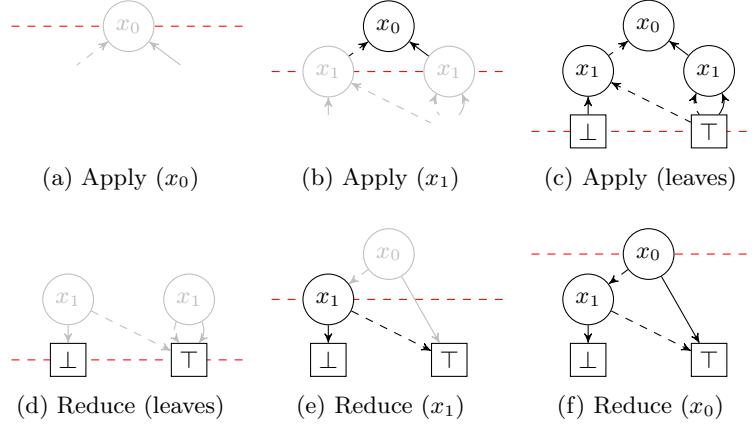 x₀
x₀
x₀
x₁ x₁
x₁ x₁
⊥ ⊤
(a) Apply (x₀) (b) Apply (x₁) (c) Apply (leaves)
x₀
x₀
x₁ x₁
x₁
x₁
⊥ ⊤
⊥ ⊤
⊥ ⊤
(d) Reduce (leaves) (e) Reduce (x₁) (f) Reduce (x₀)